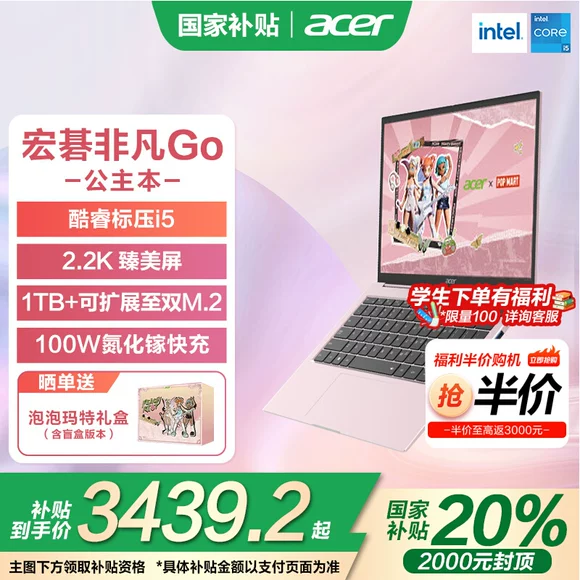 国家补贴 acer
intel
intel
CORE
i5
宏碁非凡Go
公主本
酷睿标压i5
2.2K 臻美屏
1TB+可扩展至双M.2
100W氮化镓快充
晒单送
泡泡玛特礼盒
(含盲盒版本)
acer × POP MART
acer
学生下单有福利
*限量100 详询客服
福利半价购机 立即抢购
抢 半价
半价至高返3000元
补贴到手价 3439.2起
国家补贴 20%
2000元封顶
主图下方领取补贴资格 *具体补贴金额以支付页面为准